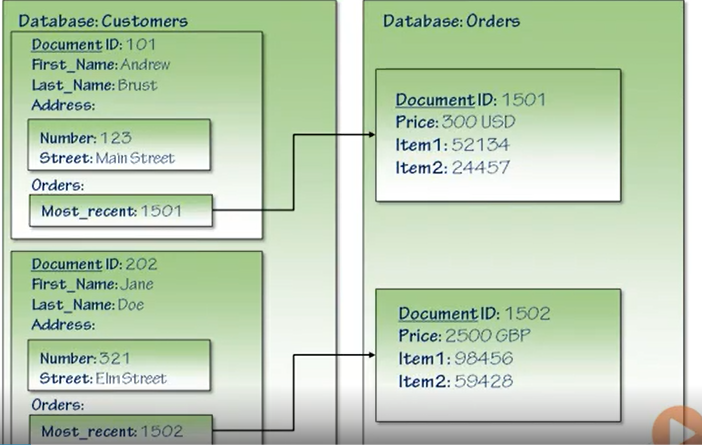 Database: Customers
Document ID: 101
First_Name: Andrew
Last_Name: Brust
Address:
Number: 123
Street: Main Street
Orders:
Most_recent: 1501
Document ID: 202
First_Name: Jane
Last_Name: Doe
Address:
Number: 321
Street: Elm Street
Orders:
Most_recent: 1502
Database: Orders
Document ID: 1501
Price: 300 USD
Item1: 52134
Item2: 24457
Document ID: 1502
Price: 2500 GBP
Item1: 98456
Item2: 59428